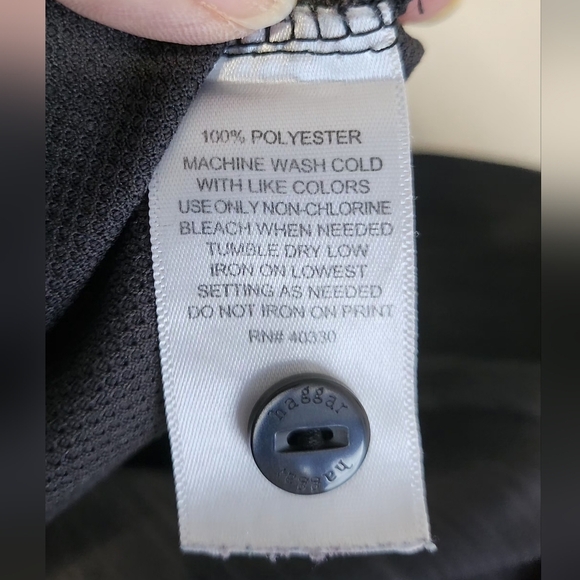 100% POLYESTER
MACHINE WASH COLD
WITH LIKE COLORS
USE ONLY NON-CHLORINE
BLEACH WHEN NEEDED
TUMBLE DRY LOW
IRON ON LOWEST
SETTING AS NEEDED
DO NOT IRON ON PRINT
RN# 40330
haggar
haggar